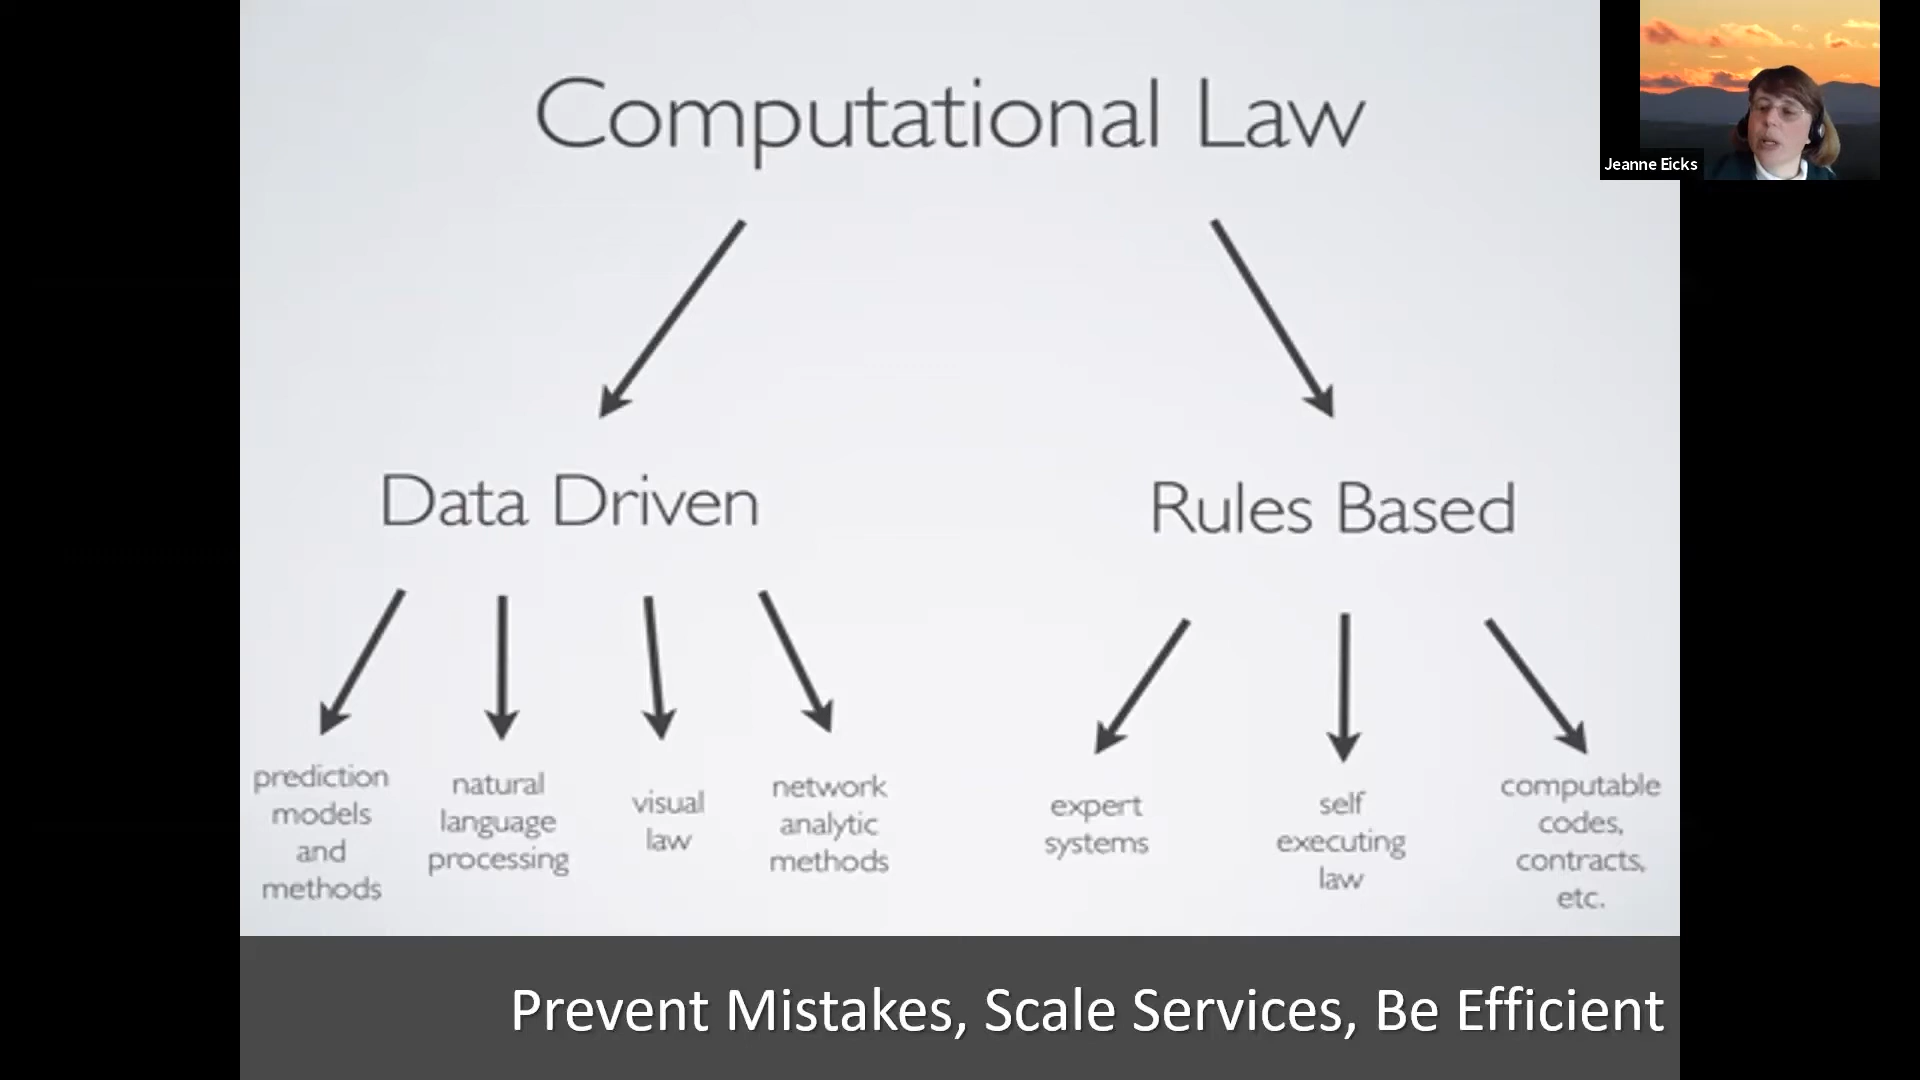 Computational Law
Jeanne Eicks
Data Driven
Rules Based
prediction
models
and
methods
natural
language
processing
visual
law
network
analytic
methods
expert
systems
self
executing
law
computable
codes,
contracts,
etc.
Prevent Mistakes, Scale Services, Be Efficient